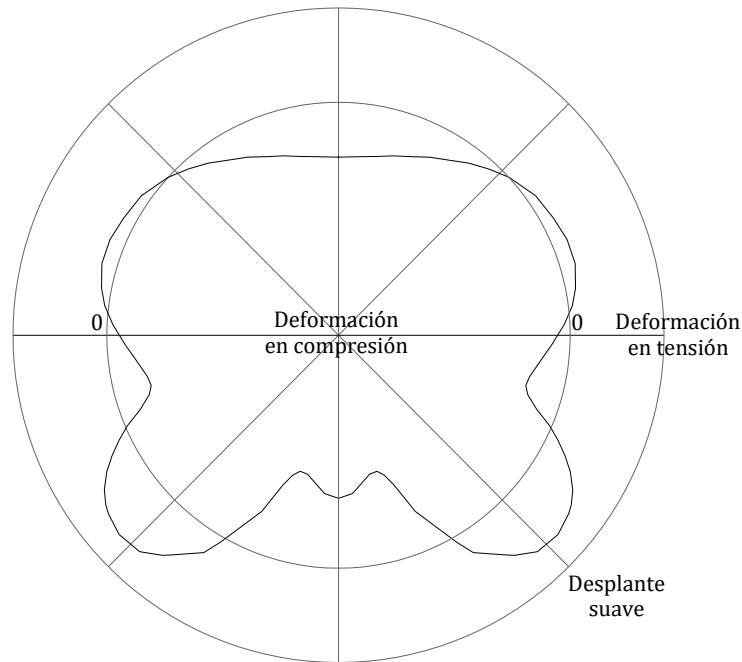 0
Deformación
en compresión
0
Deformación
en tensión
Desplante
suave